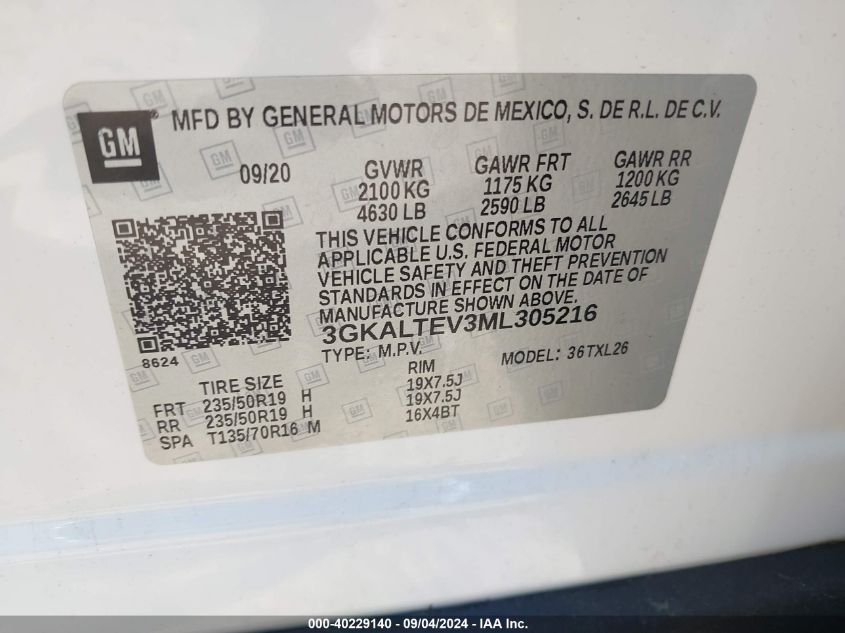 GM MFD BY GENERAL MOTORS DE MEXICO, S. DE R.L. DE C.V.
09/20 GVWR GAWR FRT GAWR RR
2100 KG 1175 KG 1200 KG
4630 LB 2590 LB 2645 LB
THIS VEHICLE CONFORMS TO ALL
APPLICABLE U.S. FEDERAL MOTOR
VEHICLE SAFETY AND THEFT PREVENTION
STANDARDS IN EFFECT ON THE DATE OF
MANUFACTURE SHOWN ABOVE.
3GKALTEV3ML305216
8624 TYPE: M.P.V. MODEL: 36TXL26
TIRE SIZE RIM
FRT 235/50R19 H 19X7.5J
RR 235/50R19 H 19X7.5J
SPA T135/70R16 M 16X4BT
000-40229140 - 09/04/2024 - IAA Inc.